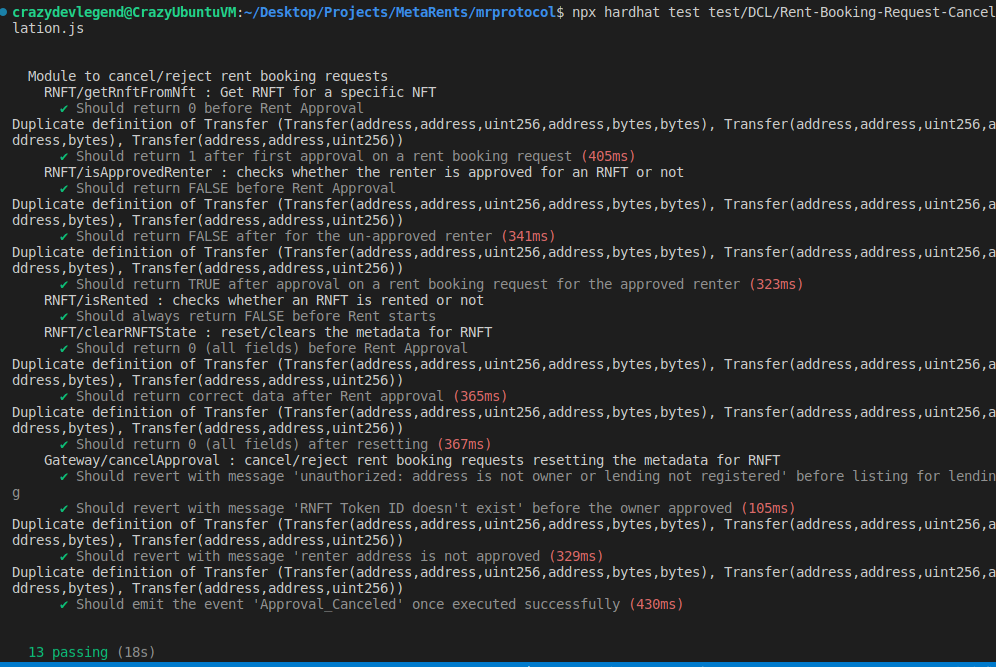 crazydevlegend@CrazyUbuntuVM:~/Desktop/Projects/MetaRents/mrprotocol$ npx hardhat test test/DCL/Rent-Booking-Request-Cancel
lation.js
Module to cancel/reject rent booking requests
RNFT/getRnftFromNft : Get RNFT for a specific NFT
✔ Should return 0 before Rent Approval
Duplicate definition of Transfer (Transfer(address,address,uint256,address,bytes,bytes), Transfer(address,address,uint256,a
ddress,bytes), Transfer(address,address,uint256))
✔ Should return 1 after first approval on a rent booking request (405ms)
RNFT/isApprovedRenter : checks whether the renter is approved for an RNFT or not
✔ Should return FALSE before Rent Approval
Duplicate definition of Transfer (Transfer(address,address,uint256,address,bytes,bytes), Transfer(address,address,uint256,a
ddress,bytes), Transfer(address,address,uint256))
✔ Should return FALSE after for the un-approved renter (341ms)
Duplicate definition of Transfer (Transfer(address,address,uint256,address,bytes,bytes), Transfer(address,address,uint256,a
ddress,bytes), Transfer(address,address,uint256))
✔ Should return TRUE after approval on a rent booking request for the approved renter (323ms)
RNFT/isRented : checks whether an RNFT is rented or not
✔ Should always return FALSE before Rent starts
RNFT/clearRNFTState : reset/clears the metadata for RNFT
✔ Should return 0 (all fields) before Rent Approval
Duplicate definition of Transfer (Transfer(address,address,uint256,address,bytes,bytes), Transfer(address,address,uint256,a
ddress,bytes), Transfer(address,address,uint256))
✔ Should return correct data after Rent approval (365ms)
Duplicate definition of Transfer (Transfer(address,address,uint256,address,bytes,bytes), Transfer(address,address,uint256,a
ddress,bytes), Transfer(address,address,uint256))
✔ Should return 0 (all fields) after resetting (367ms)
Gateway/cancelApproval : cancel/reject rent booking requests resetting the metadata for RNFT
✔ Should revert with message 'unauthorized: address is not owner or lending not registered' before listing for lendin
g
✔ Should revert with message 'RNFT Token ID doesn't exist' before the owner approved (105ms)
Duplicate definition of Transfer (Transfer(address,address,uint256,address,bytes,bytes), Transfer(address,address,uint256,a
ddress,bytes), Transfer(address,address,uint256))
✔ Should revert with message 'renter address is not approved (329ms)
Duplicate definition of Transfer (Transfer(address,address,uint256,address,bytes,bytes), Transfer(address,address,uint256,a
ddress,bytes), Transfer(address,address,uint256))
✔ Should emit the event 'Approval_Canceled' once executed successfully (430ms)
13 passing (18s)